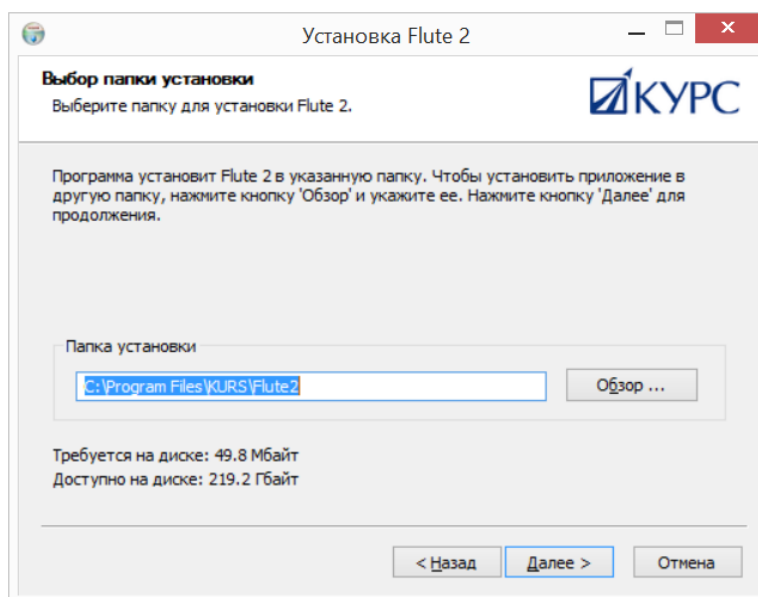 Установка Flute 2
Выбор папки установки
Выберите папку для установки Flute 2.
КУРС
Программа установит Flute 2 в указанную папку. Чтобы установить приложение в
другую папку, нажмите кнопку 'Обзор' и укажите ее. Нажмите кнопку 'Далее' для
продолжения.
Папка установки
C:\Program Files\KURS\Flute2
Обзор ...
Требуется на диске: 49.8 Мбайт
Доступно на диске: 219.2 Гбайт
< Назад
Далее >
Отмена